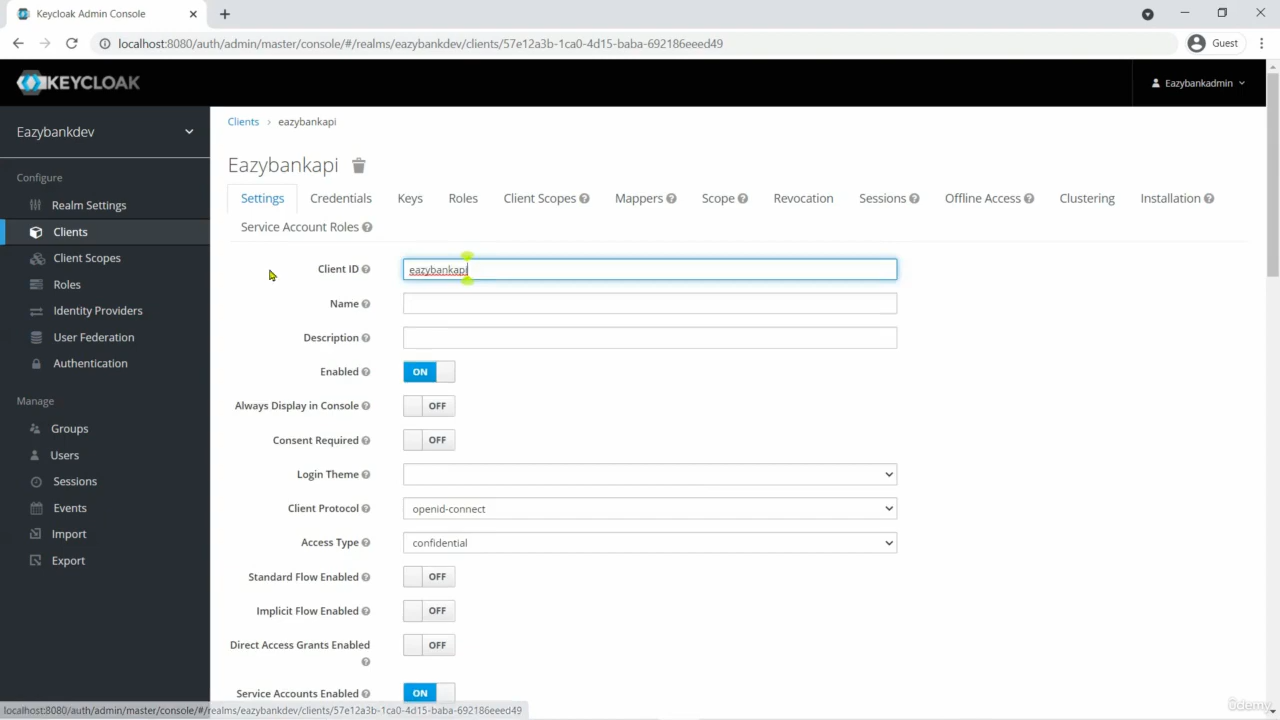 Keycloak Admin Console
localhost:8080/auth/admin/master/console/#/realms/eazybankdev/clients/57e12a3b-1ca0-4d15-baba-692186eeed49
Guest
KEYCLOAK
Eazybankadmin
Eazybankdev
Configure
Realm Settings
Clients
Client Scopes
Roles
Identity Providers
User Federation
Authentication
Manage
Groups
Users
Sessions
Events
Import
Export
Clients > eazybankapi
Eazybankapi
Settings Credentials Keys Roles Client Scopes Mappers Scope Revocation Sessions Offline Access Clustering Installation
Service Account Roles
Client ID eazybankapi
Name
Description
Enabled ON
Always Display in Console OFF
Consent Required OFF
Login Theme
Client Protocol openid-connect
Access Type confidential
Standard Flow Enabled OFF
Implicit Flow Enabled OFF
Direct Access Grants Enabled OFF
Service Accounts Enabled ON
localhost:8080/auth/admin/master/console/#/realms/eazybankdev/clients/57e12a3b-1ca0-4d15-baba-692186eeed49
ûdemy